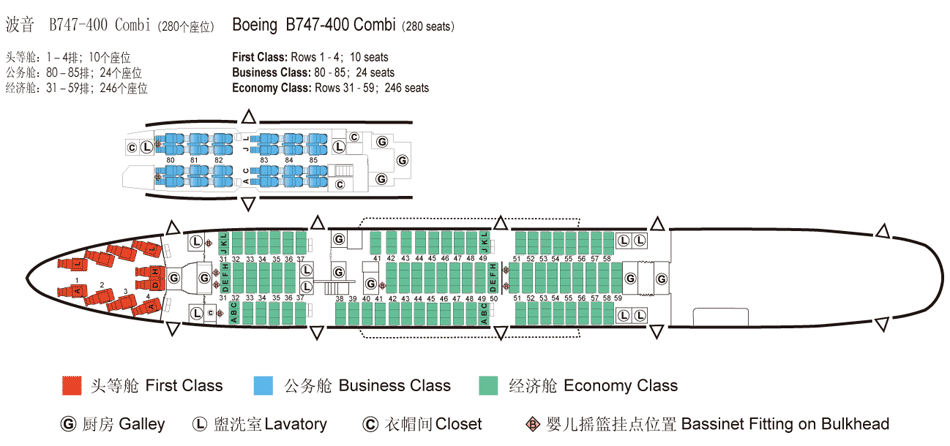 波音 B747-400 Combi (280个座位) Boeing B747-400 Combi (280 seats)
头等舱: 1－4排; 10个座位 First Class: Rows 1 - 4; 10 seats
公务舱: 80－85排; 24个座位 Business Class: 80 - 85; 24 seats
经济舱: 31－59排; 246个座位 Economy Class: Rows 31 - 59; 246 seats
L C G
C L B J L G
80 81 82 83 84 85
B A C C G
L B J K L G J K L L L
L 31 32 33 34 35 36 37 41 42 43 44 45 46 47 48 49 51 52 53 54 55 56 57 58
1 D H G G B D E F H L L G B D E F H B G G
A 2 3 4 A 31 32 33 34 35 36 37 38 39 40 41 42 43 44 45 46 47 48 49 50 51 52 53 54 55 56 57 58 59
L C B A B C G A B C L L
头等舱 First Class 公务舱 Business Class 经济舱 Economy Class
G 厨房 Galley L 盥洗室 Lavatory C 衣帽间 Closet B 婴儿摇篮挂点位置 Bassinet Fitting on Bulkhead